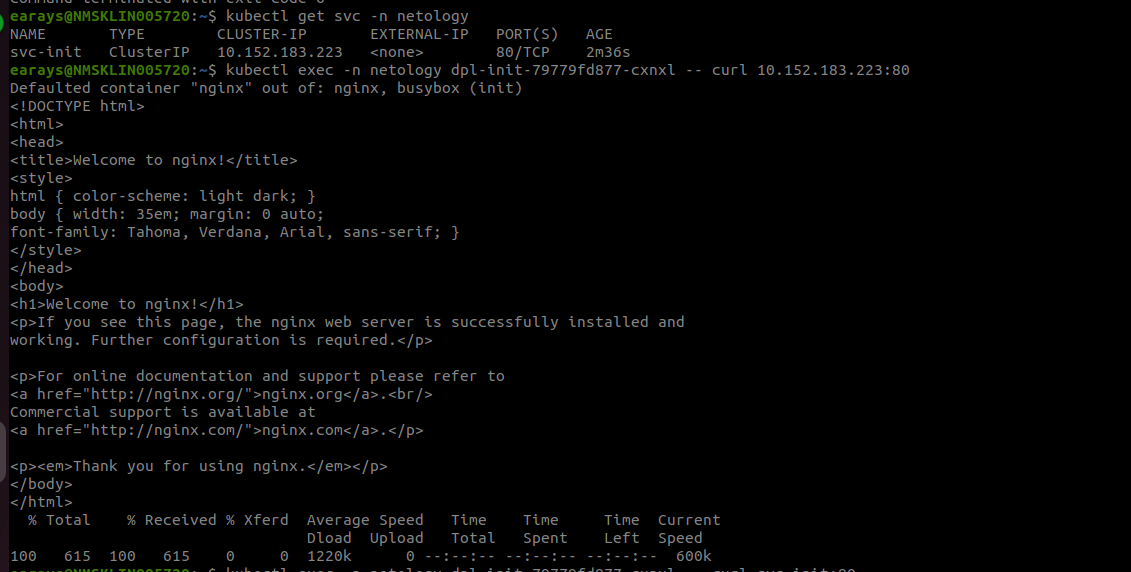 earays@NMSKLIN005720:~$ kubectl get svc -n netology
NAME       TYPE        CLUSTER-IP       EXTERNAL-IP   PORT(S)   AGE
svc-init   ClusterIP   10.152.183.223   <none>        80/TCP    2m36s
earays@NMSKLIN005720:~$ kubectl exec -n netology dpl-init-79779fd877-cxnxl -- curl 10.152.183.223:80
Defaulted container "nginx" out of: nginx, busybox (init)
<!DOCTYPE html>
<html>
<head>
<title>Welcome to nginx!</title>
<style>
html { color-scheme: light dark; }
body { width: 35em; margin: 0 auto;
font-family: Tahoma, Verdana, Arial, sans-serif; }
</style>
</head>
<body>
<h1>Welcome to nginx!</h1>
<p>If you see this page, the nginx web server is successfully installed and
working. Further configuration is required.</p>

<p>For online documentation and support please refer to
<a href="http://nginx.org/">nginx.org</a>.<br/>
Commercial support is available at
<a href="http://nginx.com/">nginx.com</a>.</p>

<p><em>Thank you for using nginx.</em></p>
</body>
</html>
  % Total    % Received % Xferd  Average Speed   Time    Time     Time  Current
                                 Dload  Upload   Total   Spent    Left  Speed
100   615  100   615    0     0  1220k      0 --:--:-- --:--:-- --:--:--  600k